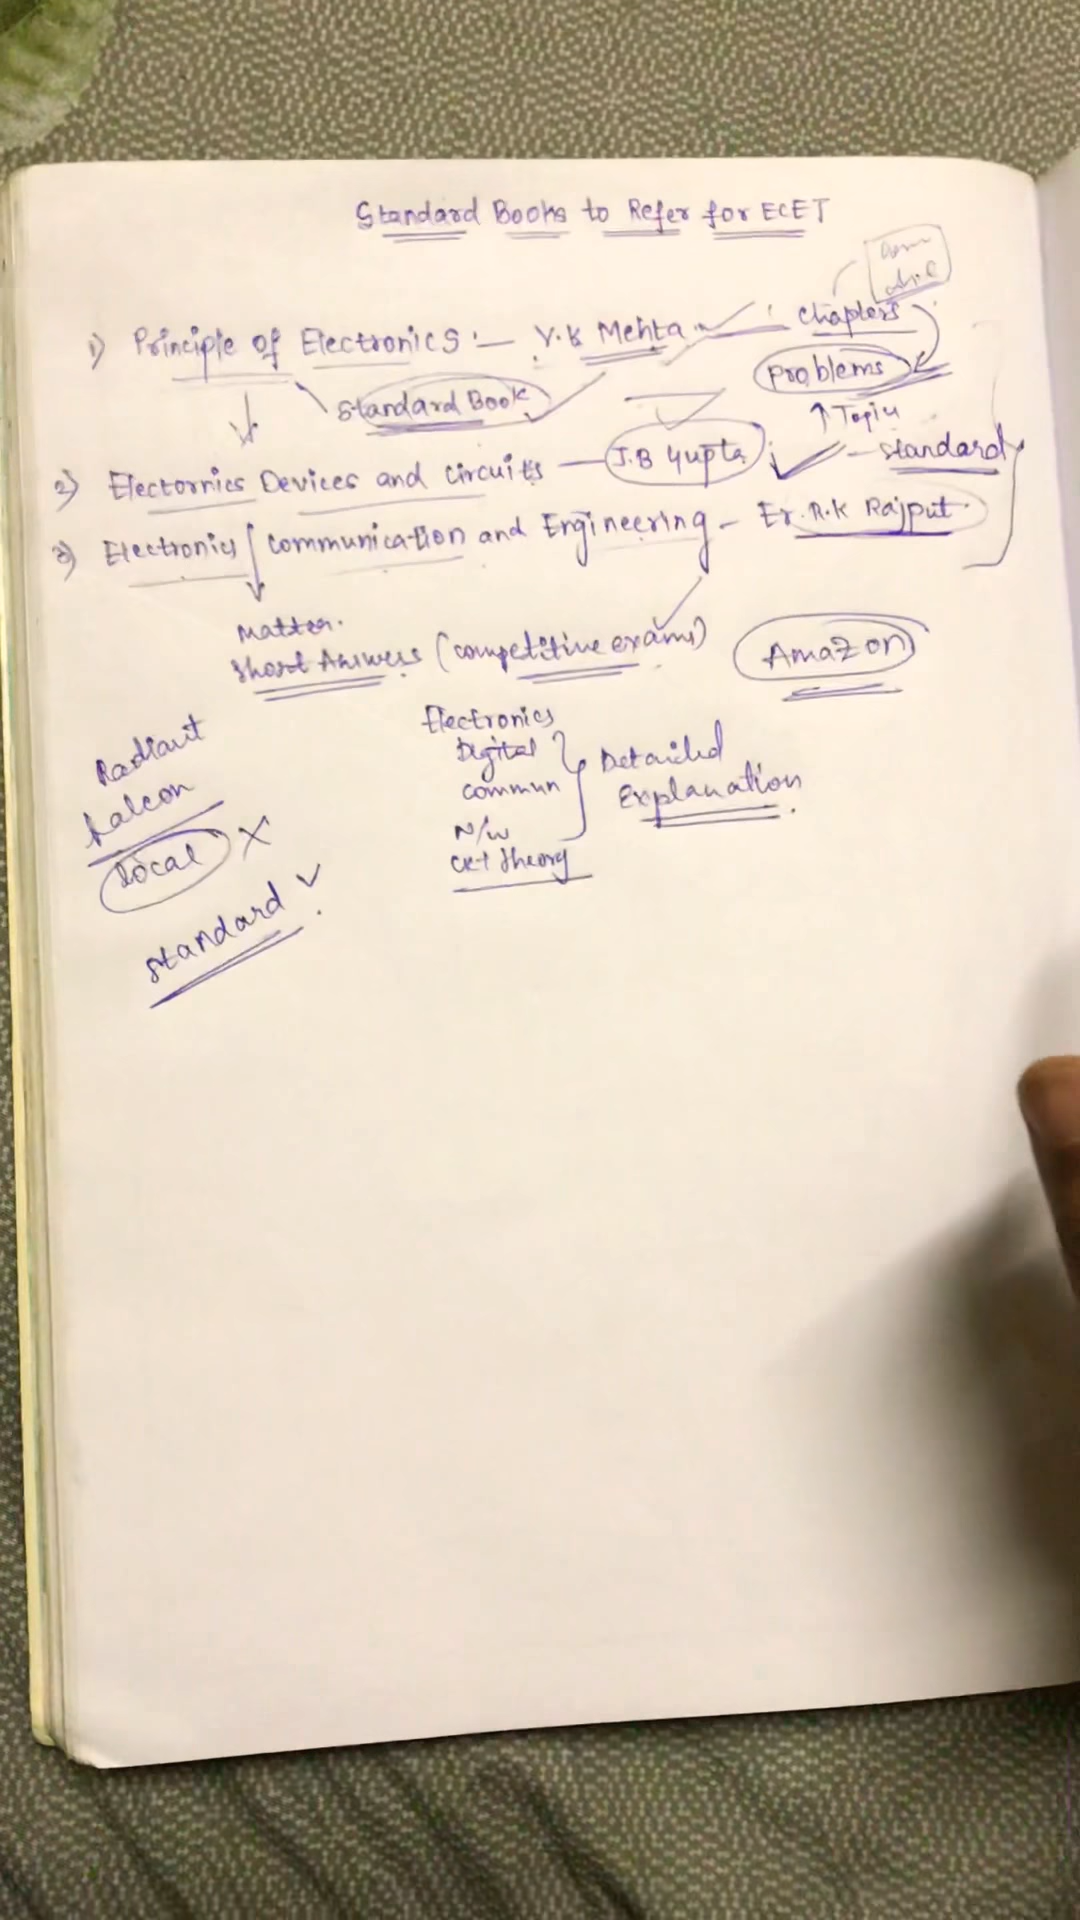 Standard Books to Refer for ECET
1) Principle of Electronics :- V.k Mehta : chapters
Problems
Standard Book
↑ Topic
2) Electornics Devices and circuits - J.B Gupta - standard
3) Electronics / communication and Engineering - Er. R.K Rajput.
Matter.
Short Answers (competitive exams)
Amazon
Radiant
falcon
local X
standard ✓
Electronics
Digital
commun
N/w
ckt theory
Detailed
Explanation